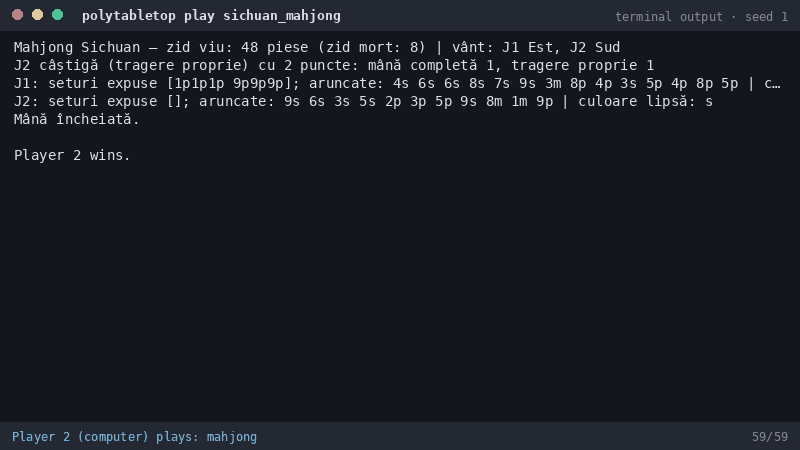 polytabletop play sichuan_mahjong
terminal output · seed 1
Mahjong Sichuan — zid viu: 48 piese (zid mort: 8) | vânt: J1 Est, J2 Sud
J2 câștigă (tragere proprie) cu 2 puncte: mână completă 1, tragere proprie 1
J1: seturi expuse [1p1p1p 9p9p9p]; aruncate: 4s 6s 6s 8s 7s 9s 3m 8p 4p 3s 5p 4p 8p 5p | c…
J2: seturi expuse []; aruncate: 9s 6s 3s 5s 2p 3p 5p 9s 8m 1m 9p | culoare lipsă: s
Mână încheiată.
Player 2 wins.
Player 2 (computer) plays: mahjong
59/59